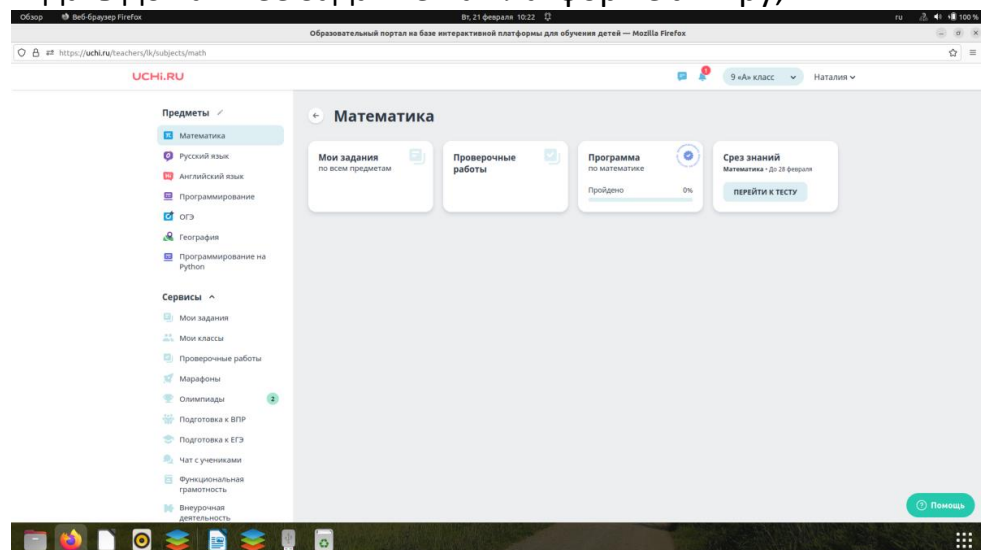 Обзор Веб-браузер Firefox Вт, 21 февраля 10:22 ru 100 %
Образовательный портал на базе интерактивной платформы для обучения детей — Mozilla Firefox
https://uchi.ru/teachers/lk/subjects/math
UCHi.RU 1 9 «А» класс Наталия
Предметы
Математика
Русский язык
Английский язык
Программирование
ОГЭ
География
Программирование на
Python
Сервисы
Мои задания
Мои классы
Проверочные работы
Марафоны
Олимпиады 2
Подготовка к ВПР
Подготовка к ЕГЭ
Чат с учениками
Функциональная
грамотность
Внеурочная
деятельность
Математика
Мои задания
по всем предметам
Проверочные
работы
Программа
по математике
Пройдено 0%
Срез знаний
Математика • До 28 февраля
ПЕРЕЙТИ К ТЕСТУ
Помощь